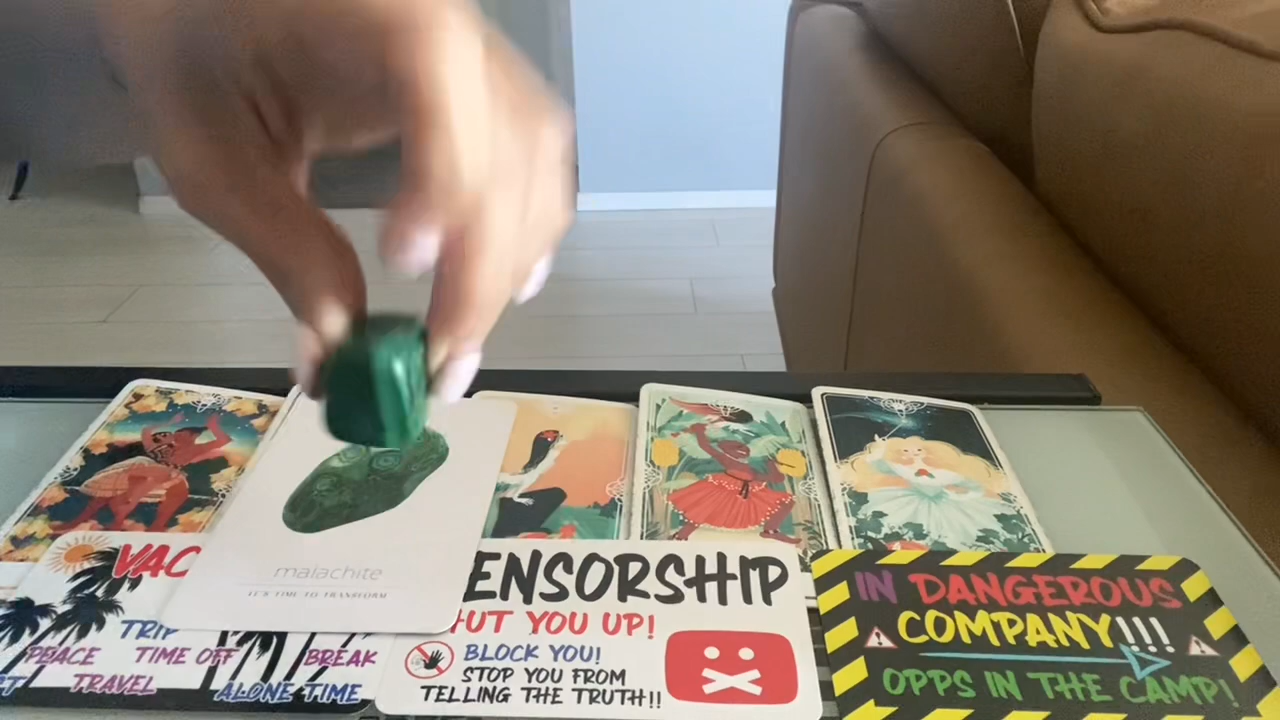 VAC
TRIP
PEACE TIME OFF BREAK
TRAVEL ALONE TIME
malachite
IT'S TIME TO TRANSFORM
ENSORSHIP
UT YOU UP!
BLOCK YOU!
STOP YOU FROM
TELLING THE TRUTH!!
IN DANGEROUS
COMPANY!!!
OPPS IN THE CAMP!